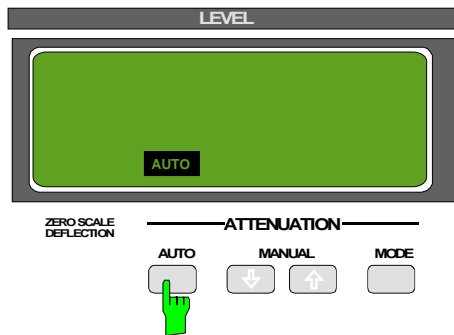 LEVEL
AUTO
ZERO SCALE
DEFLECTION
ATTENUATION
AUTO
MANUAL
MODE